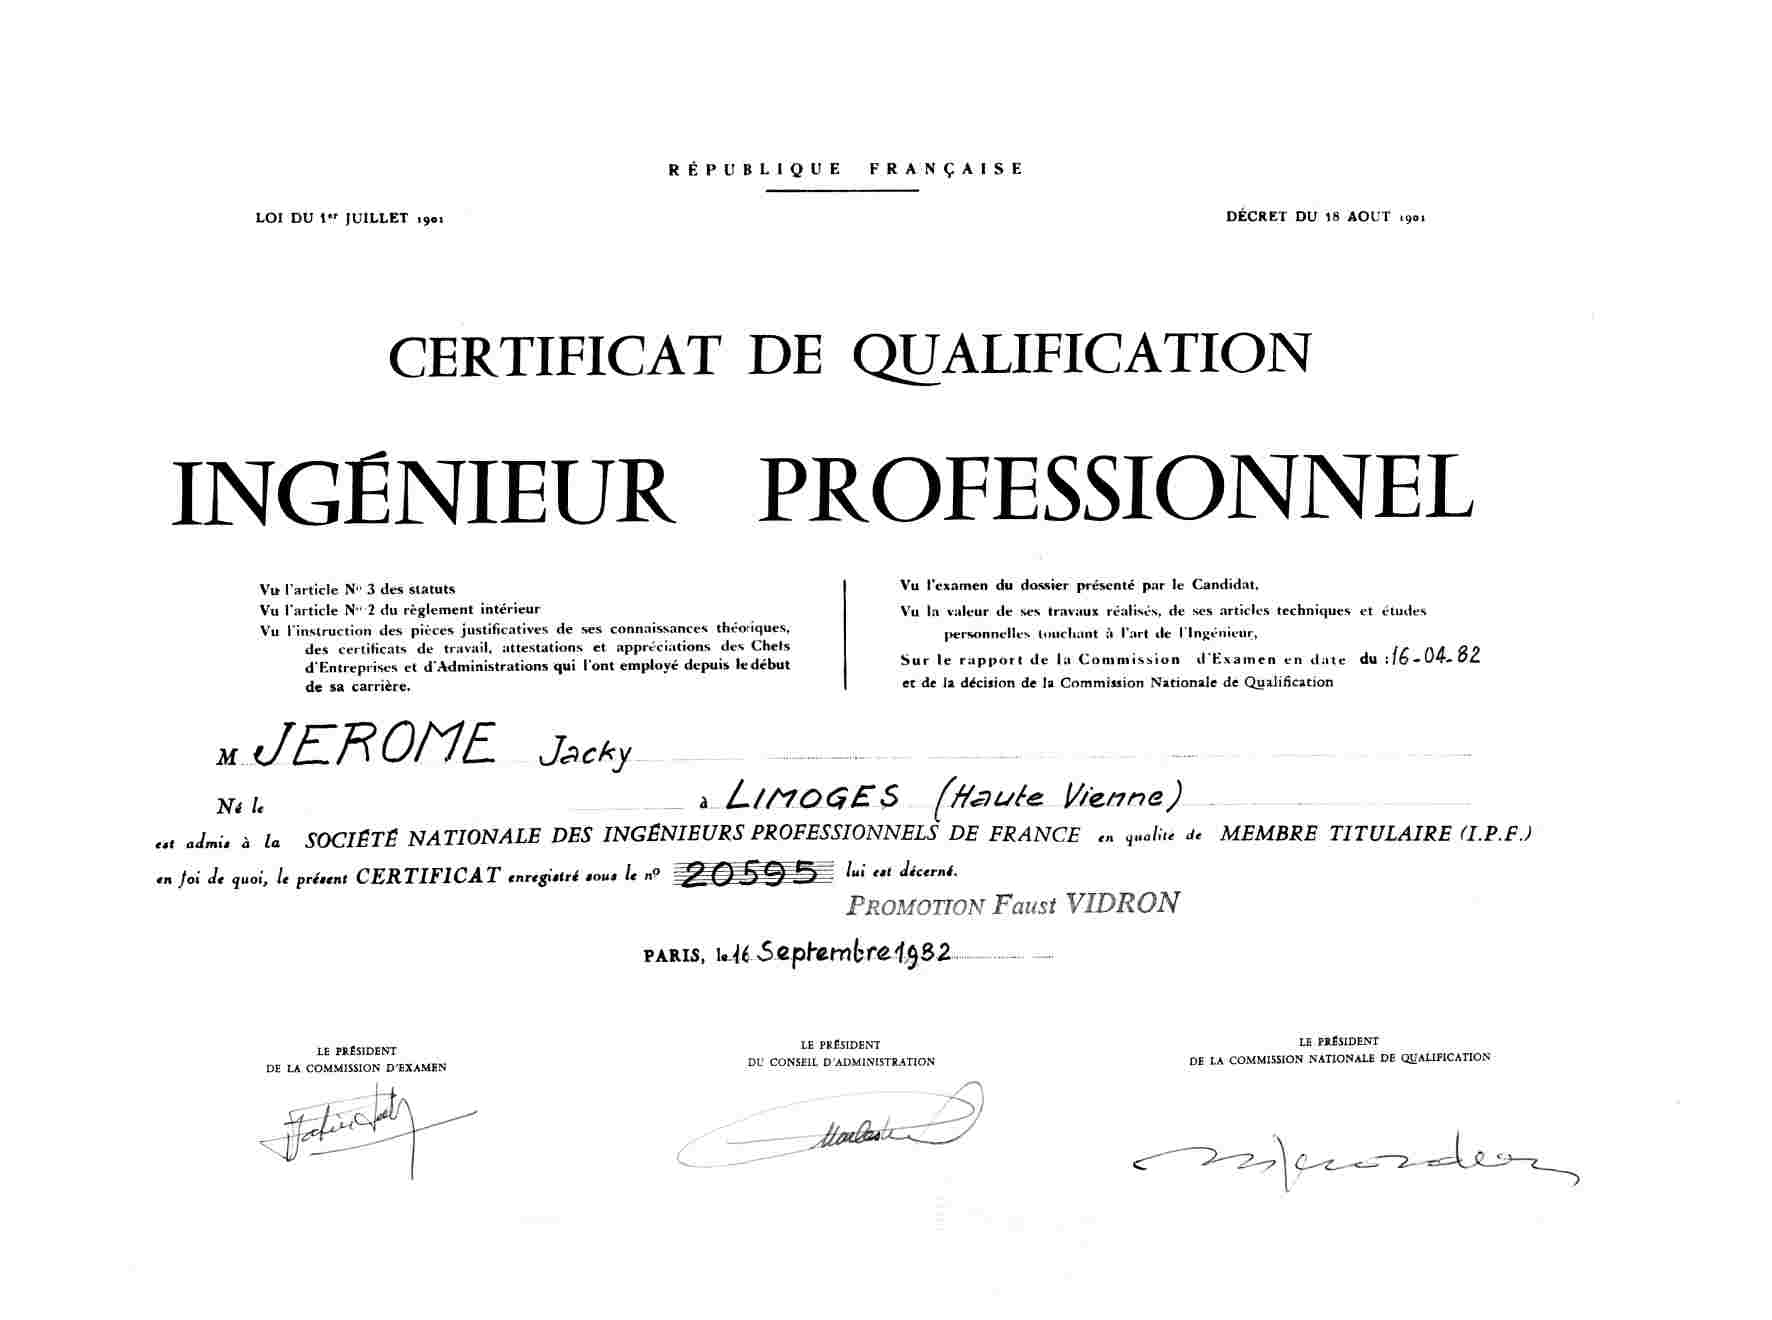 RÉPUBLIQUE FRANÇAISE
LOI DU 1er JUILLET 1901
DÉCRET DU 18 AOUT 1901
CERTIFICAT DE QUALIFICATION
INGÉNIEUR PROFESSIONNEL
Vu l'article No 3 des statuts
Vu l'article No 2 du règlement intérieur
Vu l'instruction des pièces justificatives de ses connaissances théoriques,
des certificats de travail, attestations et appréciations des Chefs
d'Entreprises et d'Administrations qui l'ont employé depuis le début
de sa carrière.
Vu l'examen du dossier présenté par le Candidat,
Vu la valeur de ses travaux réalisés, de ses articles techniques et études
personnelles touchant à l'art de l'Ingénieur,
Sur le rapport de la Commission d'Examen en date du : 16-04-82
et de la décision de la Commission Nationale de Qualification
M JEROME Jacky
Né le à LIMOGES (Haute Vienne)
est admis à la SOCIÉTÉ NATIONALE DES INGÉNIEURS PROFESSIONNELS DE FRANCE en qualité de MEMBRE TITULAIRE (I.P.F.)
en foi de quoi, le présent CERTIFICAT enregistré sous le no 20595 lui est décerné.
PROMOTION Faust VIDRON
PARIS, le 16 Septembre 1982
LE PRÉSIDENT
DE LA COMMISSION D'EXAMEN
LE PRÉSIDENT
DU CONSEIL D'ADMINISTRATION
LE PRÉSIDENT
DE LA COMMISSION NATIONALE DE QUALIFICATION